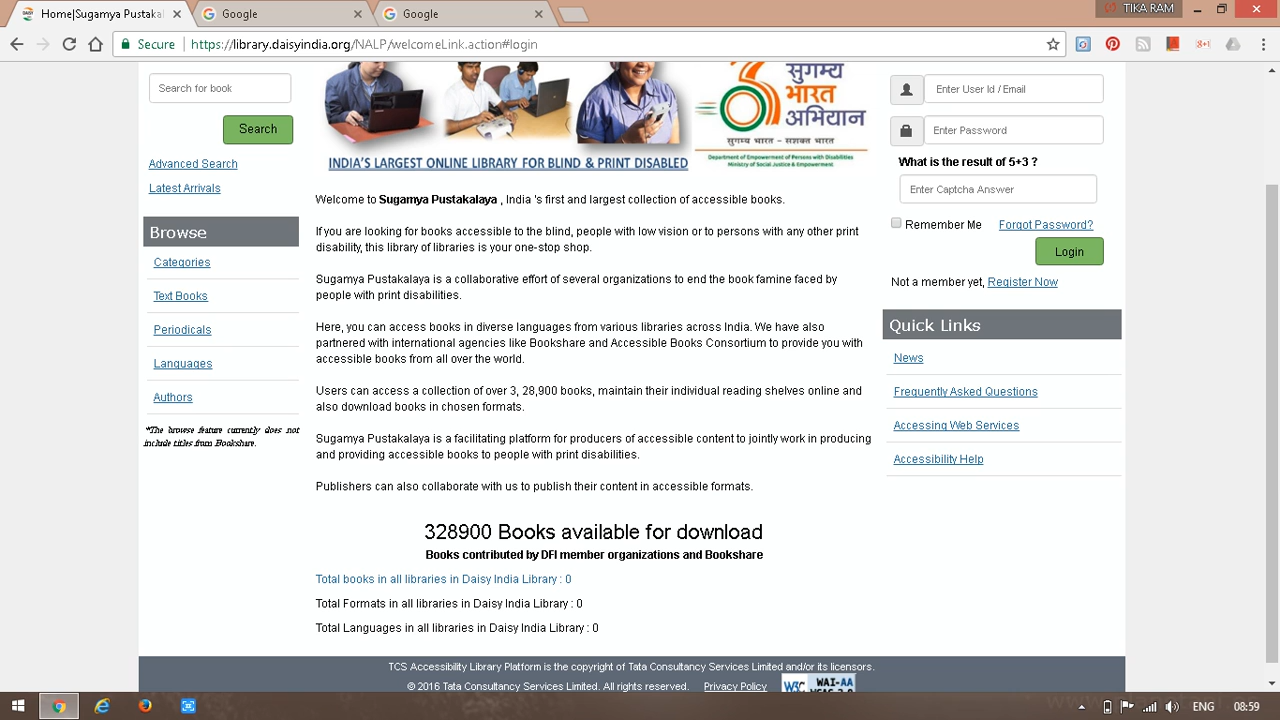 Home|Sugamya Pustakal
Google
Google
TIKA RAM
Secure
https://library.daisyindia.org/NALP/welcomeLink.action#login
Search for book
Search
Advanced Search
Latest Arrivals
Browse
Categories
Text Books
Periodicals
Languages
Authors
*The browse feature currently does not
include titles from Bookshare.
सुगम्य
भारत
अभियान
सुगम्य भारत - सशक्त भारत
Department of Empowerment of Persons with Disabilities
Ministry of Social Justice & Empowerment
INDIA'S LARGEST ONLINE LIBRARY FOR BLIND & PRINT DISABLED
Welcome to Sugamya Pustakalaya , India 's first and largest collection of accessible books.
If you are looking for books accessible to the blind, people with low vision or to persons with any other print
disability, this library of libraries is your one-stop shop.
Sugamya Pustakalaya is a collaborative effort of several organizations to end the book famine faced by
people with print disabilities.
Here, you can access books in diverse languages from various libraries across India. We have also
partnered with international agencies like Bookshare and Accessible Books Consortium to provide you with
accessible books from all over the world.
Users can access a collection of over 3, 28,900 books, maintain their individual reading shelves online and
also download books in chosen formats.
Sugamya Pustakalaya is a facilitating platform for producers of accessible content to jointly work in producing
and providing accessible books to people with print disabilities.
Publishers can also collaborate with us to publish their content in accessible formats.
328900 Books available for download
Books contributed by DFI member organizations and Bookshare
Total books in all libraries in Daisy India Library : 0
Total Formats in all libraries in Daisy India Library : 0
Total Languages in all libraries in Daisy India Library : 0
Enter User Id / Email
Enter Password
What is the result of 5+3 ?
Enter Captcha Answer
Remember Me
Forgot Password?
Login
Not a member yet, Register Now
Quick Links
News
Frequently Asked Questions
Accessing Web Services
Accessibility Help
TCS Accessibility Library Platform is the copyright of Tata Consultancy Services Limited and/or its licensors.
© 2016 Tata Consultancy Services Limited. All rights reserved. Privacy Policy
W3C WAI-AA
ENG
08:59